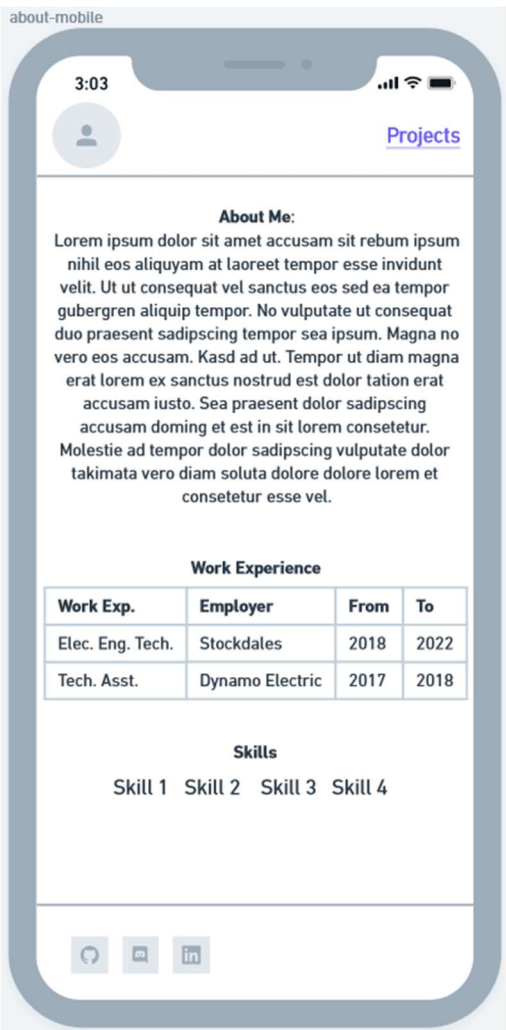 about-mobile
3:03
Projects
About Me:
Lorem ipsum dolor sit amet accusam sit rebum ipsum
nihil eos aliquyam at laoreet tempor esse invidunt
velit. Ut ut consequat vel sanctus eos sed ea tempor
gubergren aliquip tempor. No vulputate ut consequat
duo praesent sadipscing tempor sea ipsum. Magna no
vero eos accusam. Kasd ad ut. Tempor ut diam magna
erat lorem ex sanctus nostrud est dolor tation erat
accusam iusto. Sea praesent dolor sadipscing
accusam doming et est in sit lorem consetetur.
Molestie ad tempor dolor sadipscing vulputate dolor
takimata vero diam soluta dolore dolore lorem et
consetetur esse vel.
Work Experience
Work Exp. Employer From To
Elec. Eng. Tech. Stockdales 2018 2022
Tech. Asst. Dynamo Electric 2017 2018
Skills
Skill 1 Skill 2 Skill 3 Skill 4
in